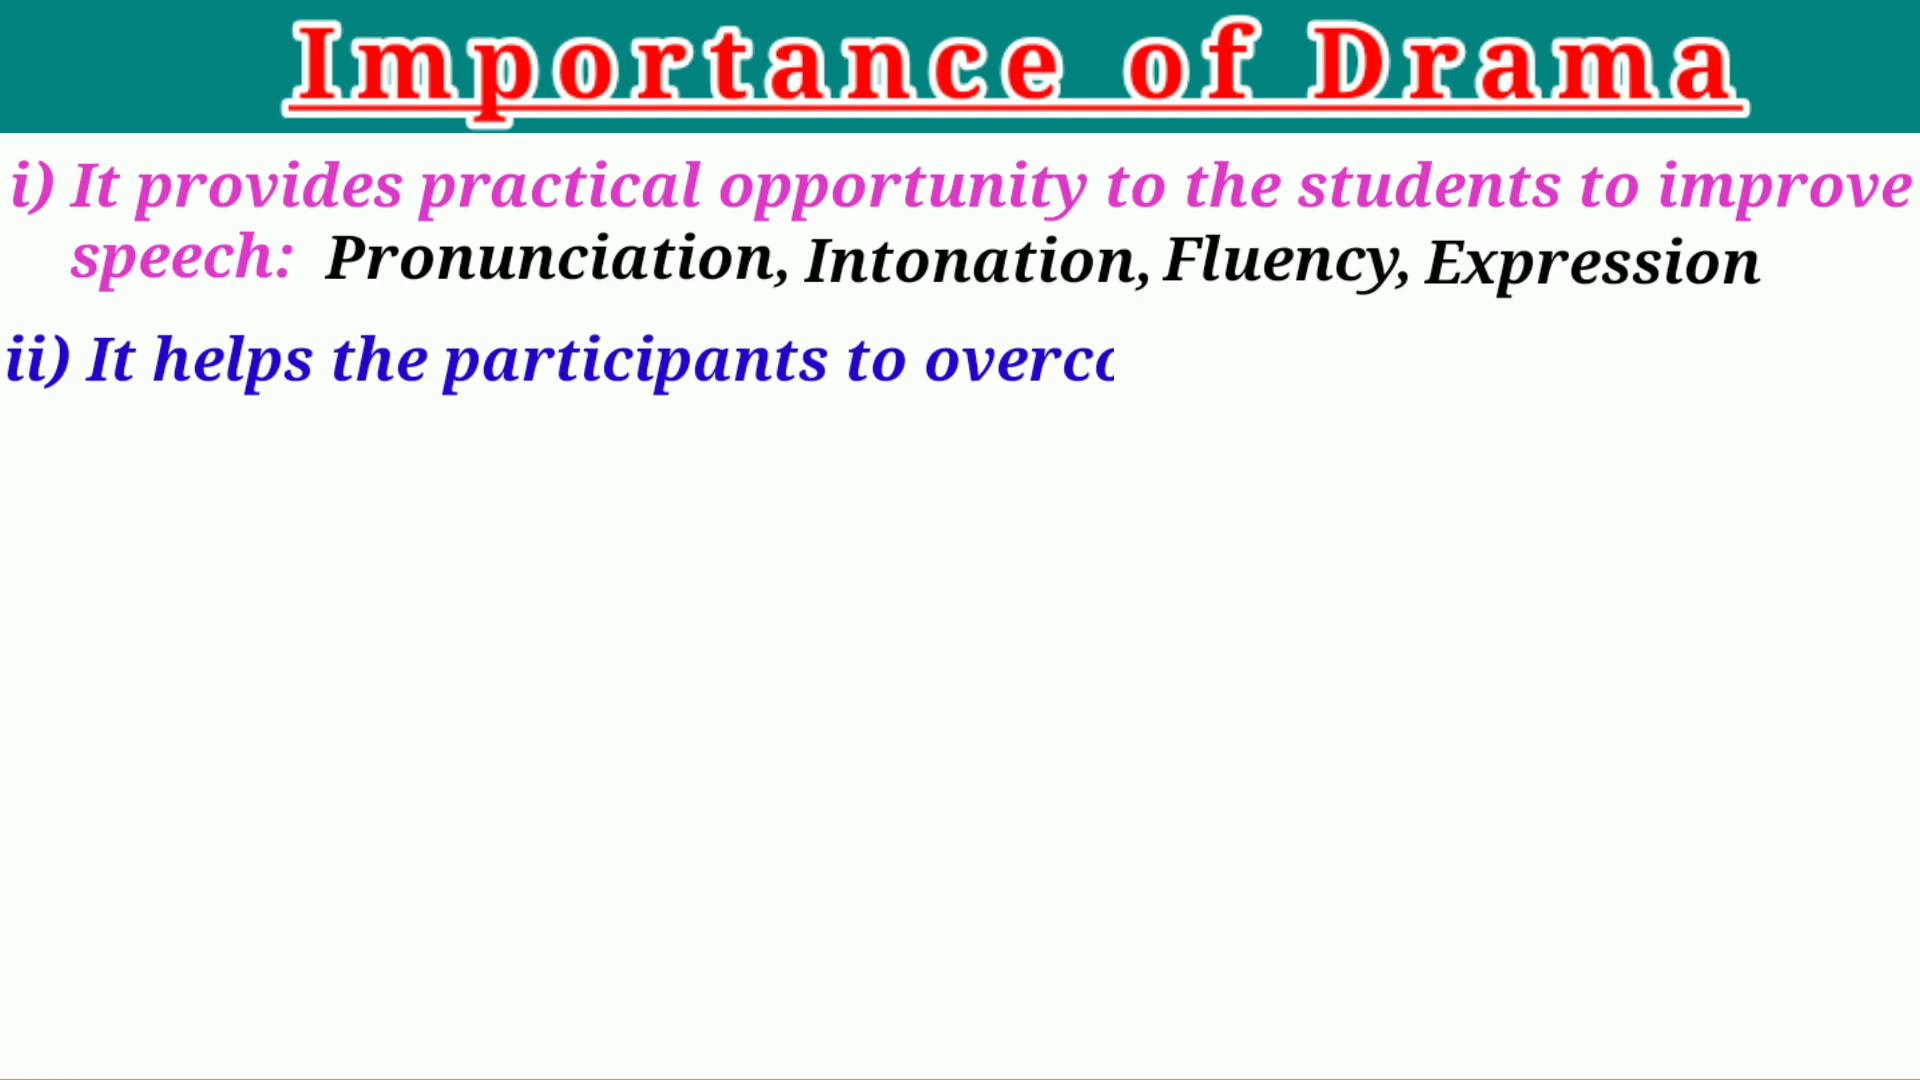 Importance of Drama
i) It provides practical opportunity to the students to improve
speech: Pronunciation, Intonation, Fluency, Expression
ii) It helps the participants to